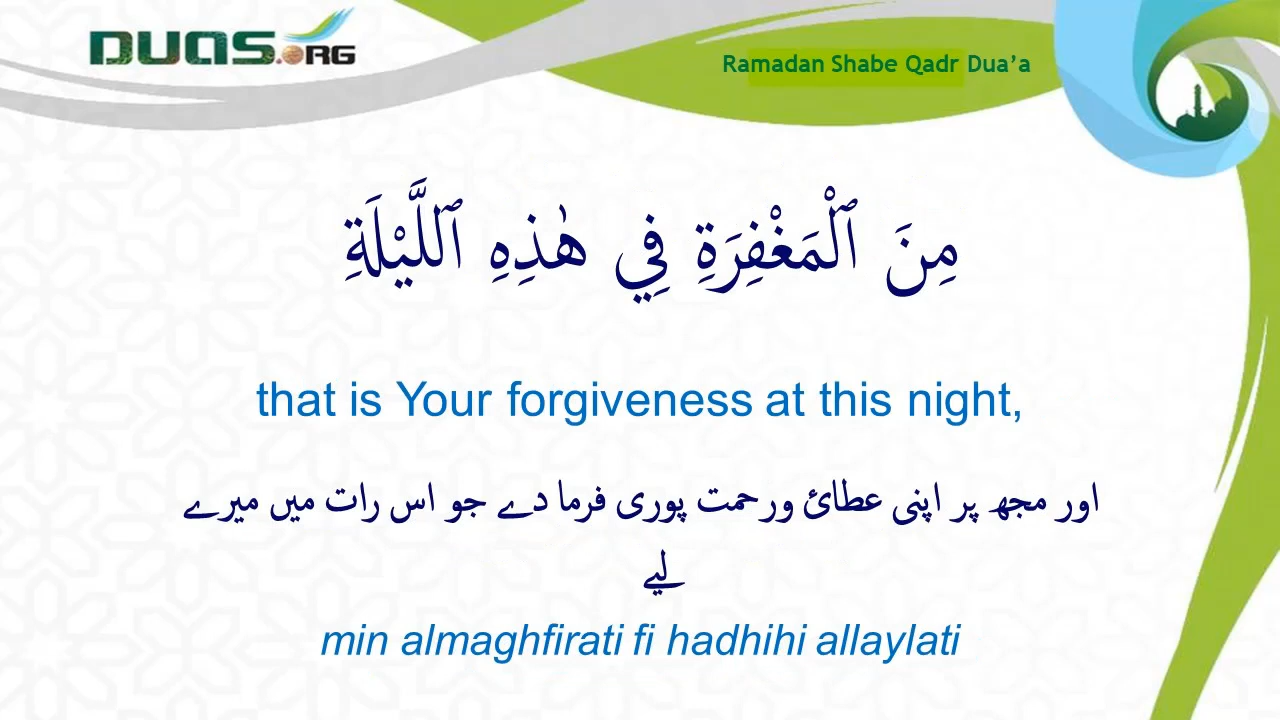 DUAS.ORG
Ramadan Shabe Qadr Dua’a
مِنَ ٱلْمَغْفِرَةِ فِي هٰذِهِ ٱللَّيْلَةِ
that is Your forgiveness at this night,
اور مجھ پر اپنی عطائ ورحمت پوری فرما دے جو اس رات میں میرے
لیے
min almaghfirati fi hadhihi allaylati